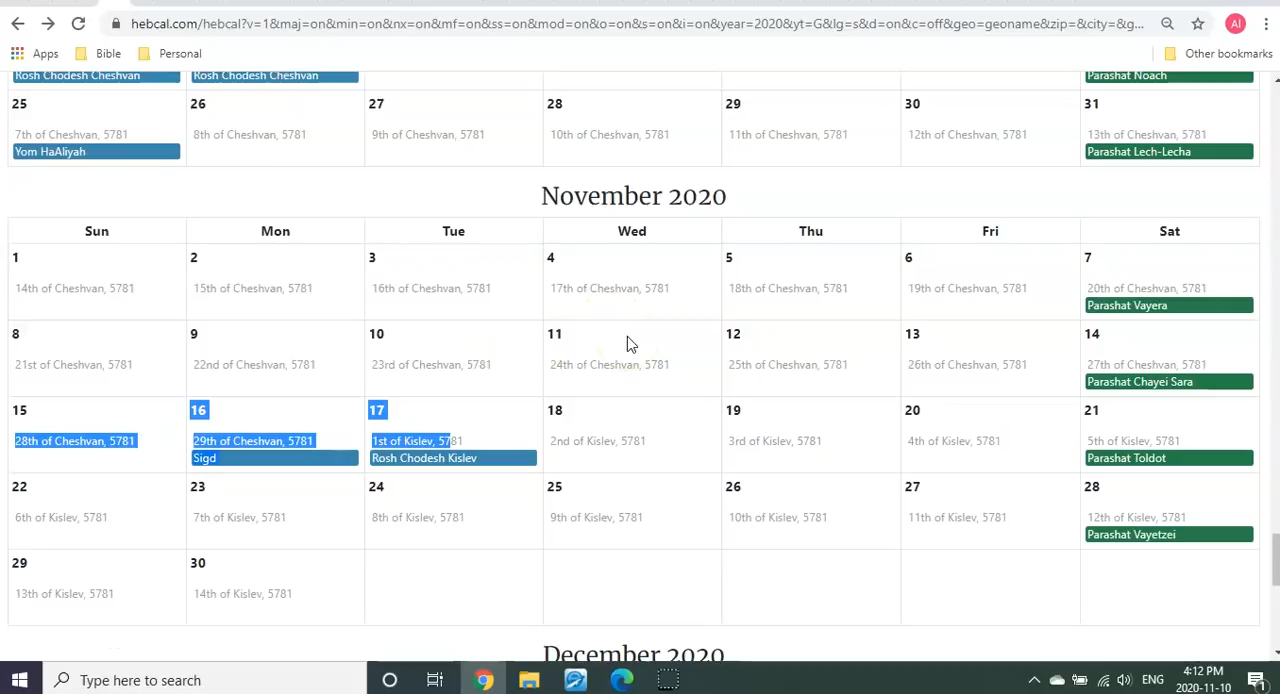 hebcal.com/hebcal?v=1&maj=on&min=on&nx=on&mf=on&ss=on&mod=on&o=on&s=on&i=on&year=2020&yt=G&lg=s&d=on&c=off&geo=geoname&zip=&city=&g...
AI
Apps Bible Personal Other bookmarks
Rosh Chodesh Cheshvan Rosh Chodesh Cheshvan Parashat Noach
25 26 27 28 29 30 31
7th of Cheshvan, 5781 8th of Cheshvan, 5781 9th of Cheshvan, 5781 10th of Cheshvan, 5781 11th of Cheshvan, 5781 12th of Cheshvan, 5781 13th of Cheshvan, 5781
Yom HaAliyah Parashat Lech-Lecha
November 2020
Sun Mon Tue Wed Thu Fri Sat
1 2 3 4 5 6 7
14th of Cheshvan, 5781 15th of Cheshvan, 5781 16th of Cheshvan, 5781 17th of Cheshvan, 5781 18th of Cheshvan, 5781 19th of Cheshvan, 5781 20th of Cheshvan, 5781
Parashat Vayera
8 9 10 11 12 13 14
21st of Cheshvan, 5781 22nd of Cheshvan, 5781 23rd of Cheshvan, 5781 24th of Cheshvan, 5781 25th of Cheshvan, 5781 26th of Cheshvan, 5781 27th of Cheshvan, 5781
Parashat Chayei Sara
15 16 17 18 19 20 21
28th of Cheshvan, 5781 29th of Cheshvan, 5781 1st of Kislev, 5781 2nd of Kislev, 5781 3rd of Kislev, 5781 4th of Kislev, 5781 5th of Kislev, 5781
Sigd Rosh Chodesh Kislev Parashat Toldot
22 23 24 25 26 27 28
6th of Kislev, 5781 7th of Kislev, 5781 8th of Kislev, 5781 9th of Kislev, 5781 10th of Kislev, 5781 11th of Kislev, 5781 12th of Kislev, 5781
Parashat Vayetzei
29 30
13th of Kislev, 5781 14th of Kislev, 5781
December 2020
Type here to search
ENG
4:12 PM
2020-11-10
1